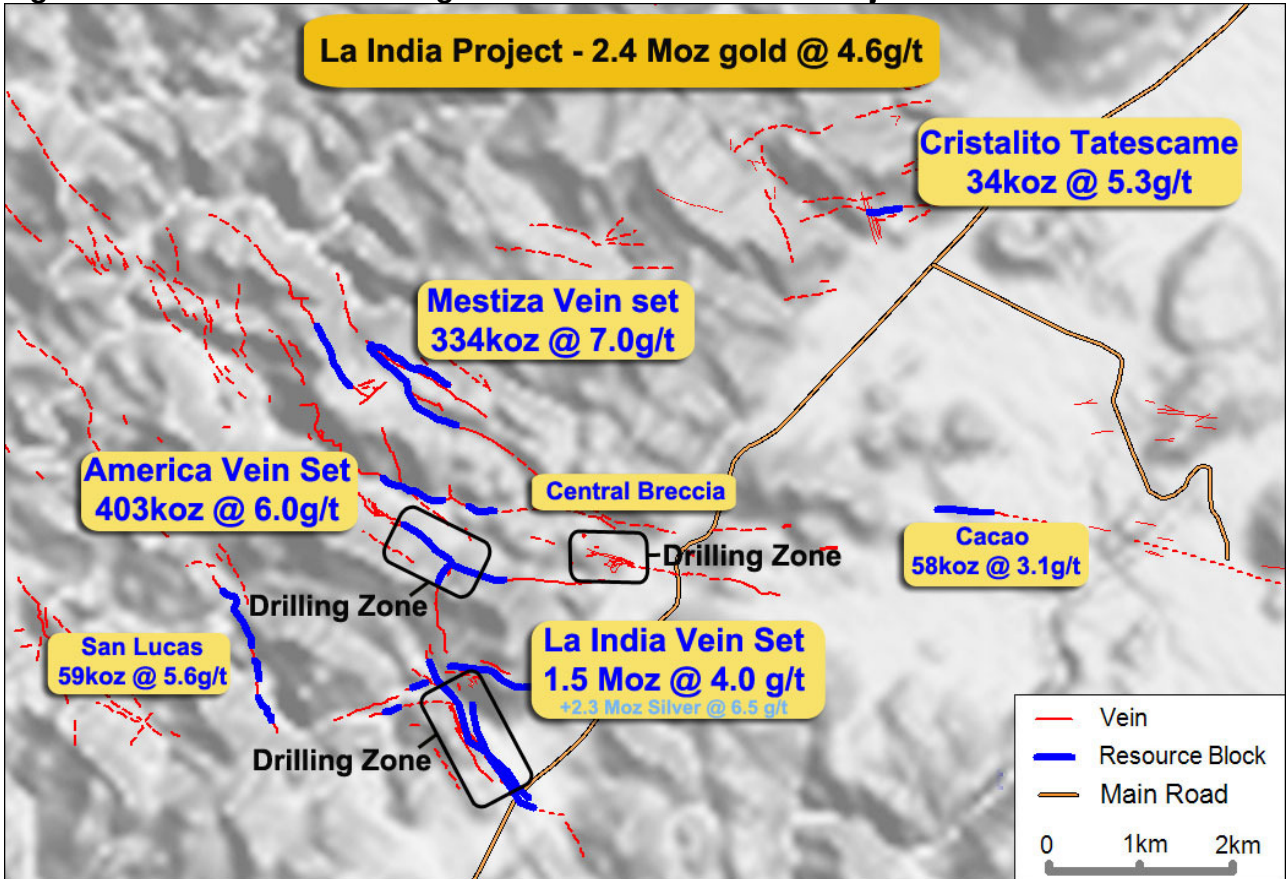 La India Project - 2.4 Moz gold @ 4.6g/t
Cristalito Tatescame
34koz @ 5.3g/t
Mestiza Vein set
334koz @ 7.0g/t
America Vein Set
403koz @ 6.0g/t
Central Breccia
Drilling Zone
Cacao
58koz @ 3.1g/t
Drilling Zone
San Lucas
59koz @ 5.6g/t
La India Vein Set
1.5 Moz @ 4.0 g/t
+2.3 Moz Silver @ 6.5 g/t
Drilling Zone
Vein
Resource Block
Main Road
0 1km 2km